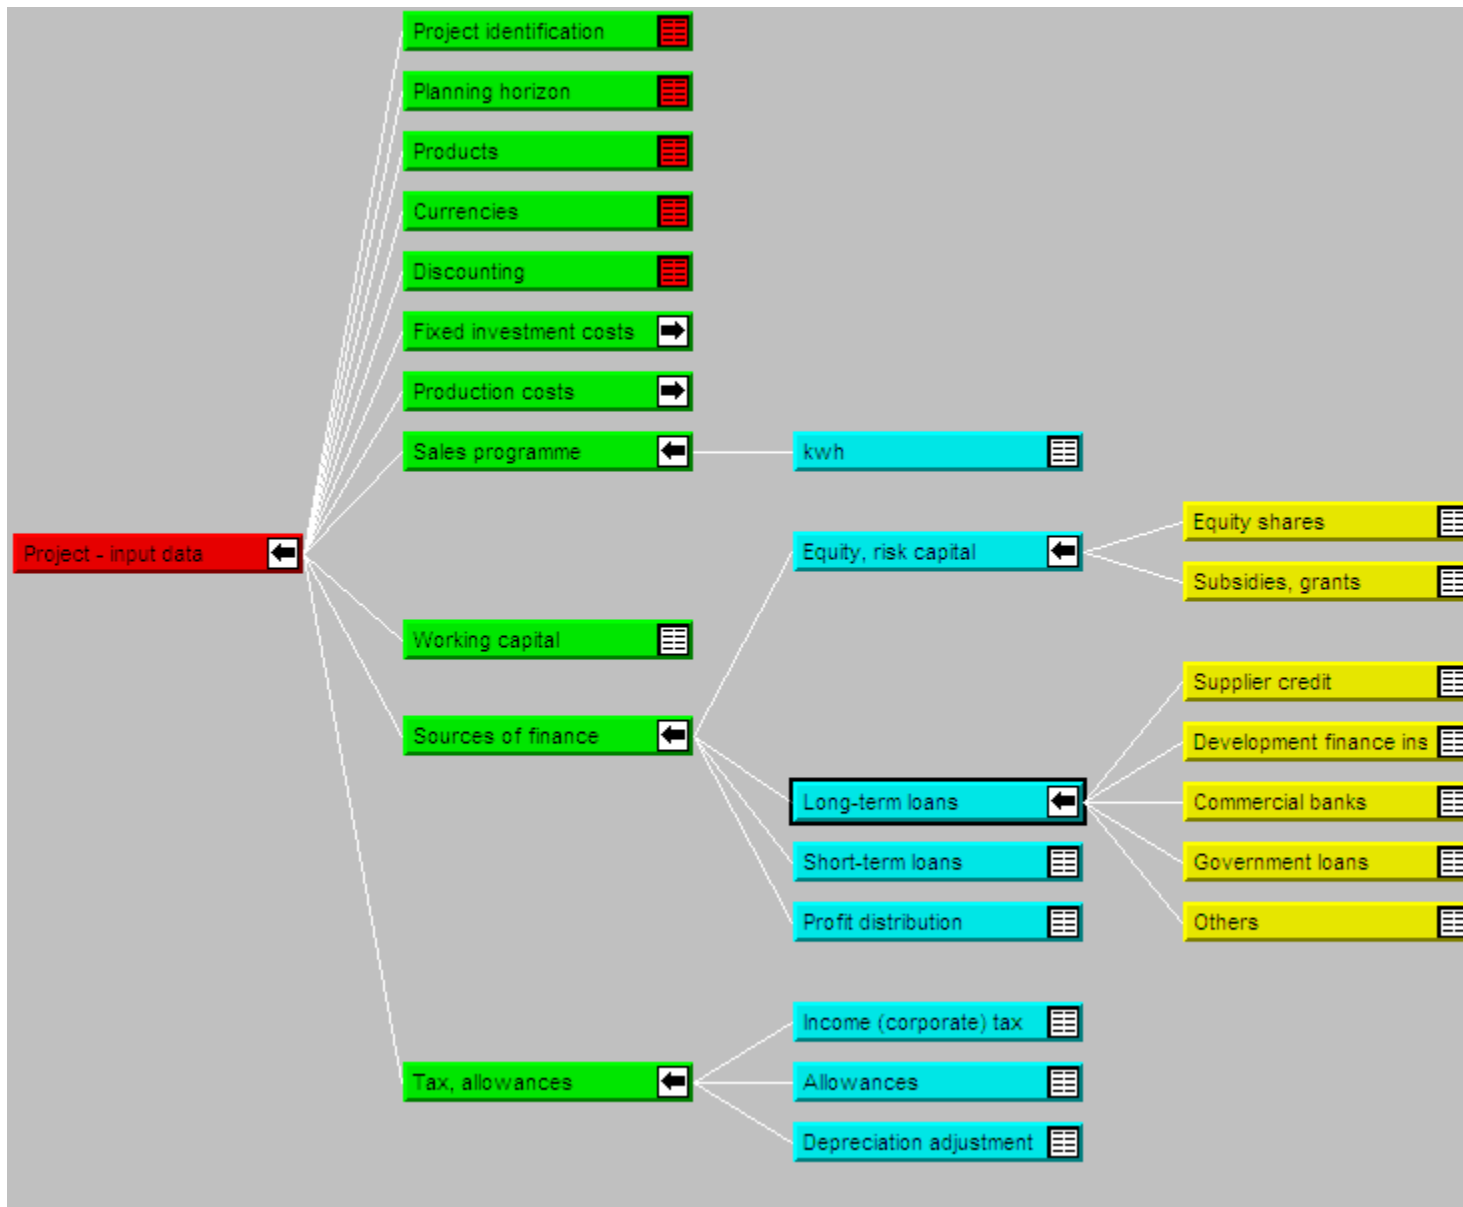 Project identification
Planning horizon
Products
Currencies
Discounting
Fixed investment costs
Production costs
Sales programme
kwh
Equity shares
Project - input data
Equity, risk capital
Subsidies, grants
Working capital
Supplier credit
Sources of finance
Development finance ins
Long-term loans
Commercial banks
Short-term loans
Government loans
Profit distribution
Others
Income (corporate) tax
Tax, allowances
Allowances
Depreciation adjustment